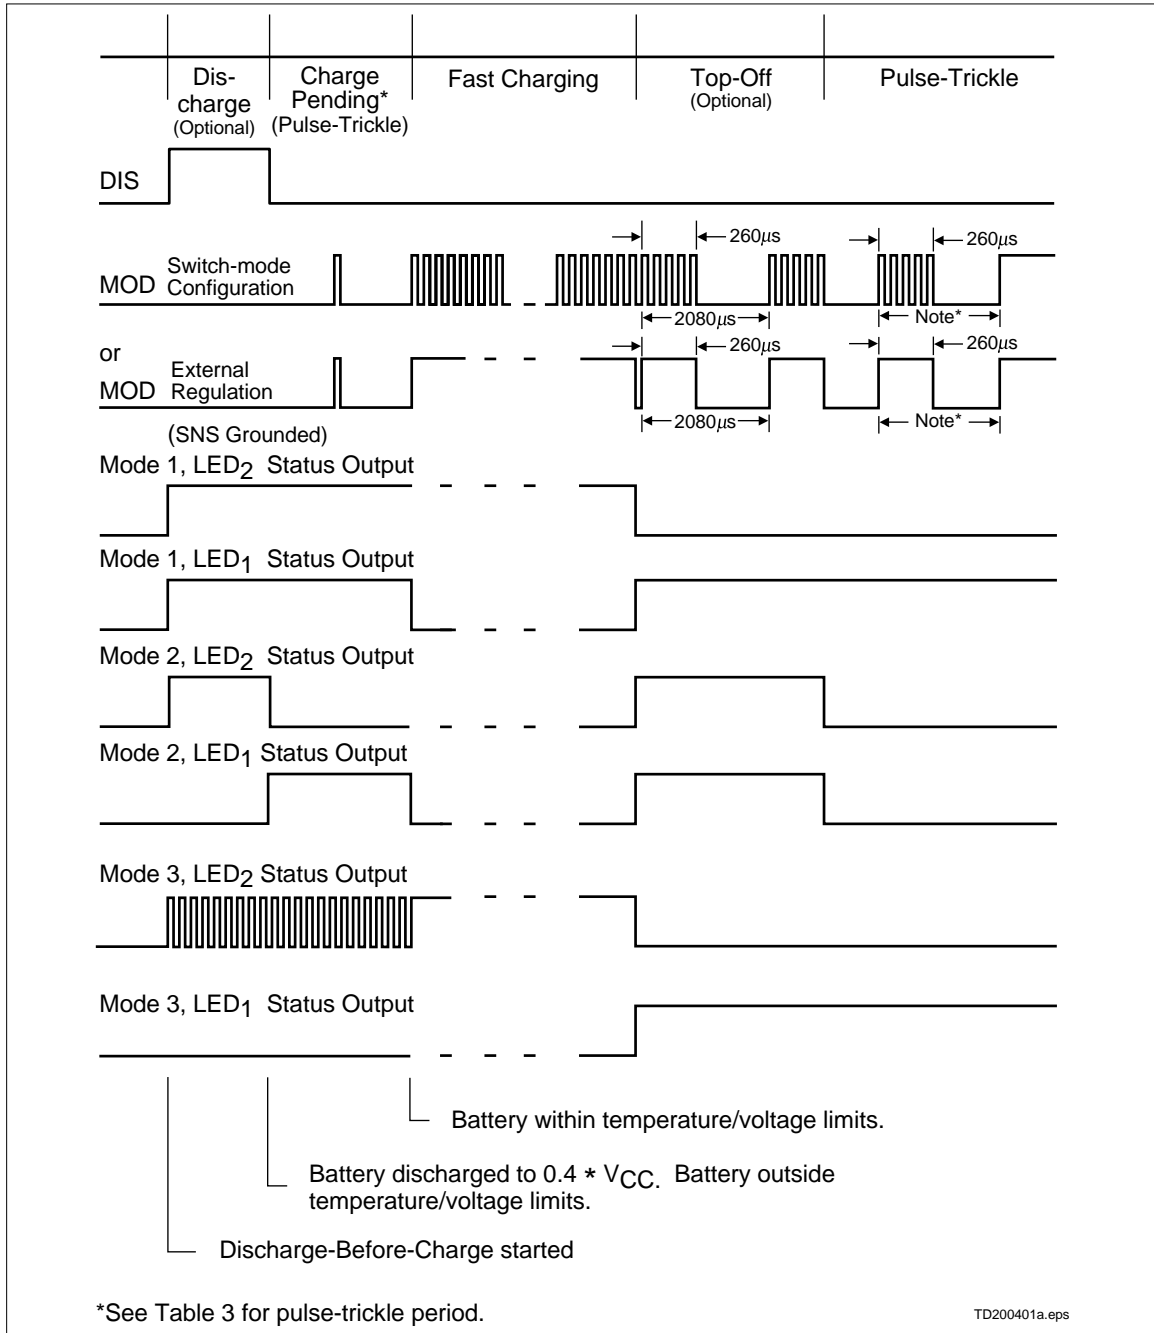 Dis-
charge
(Optional)
Charge
Pending*
(Pulse-Trickle)
Fast Charging
Top-Off
(Optional)
Pulse-Trickle
DIS
MOD
Switch-mode
Configuration
260µs
260µs
2080µs
Note*
or
MOD
External
Regulation
260µs
260µs
2080µs
Note*
(SNS Grounded)
Mode 1, LED2 Status Output
Mode 1, LED1 Status Output
Mode 2, LED2 Status Output
Mode 2, LED1 Status Output
Mode 3, LED2 Status Output
Mode 3, LED1 Status Output
Battery within temperature/voltage limits.
Battery discharged to 0.4 * VCC. Battery outside
temperature/voltage limits.
Discharge-Before-Charge started
*See Table 3 for pulse-trickle period.
TD200401a.eps